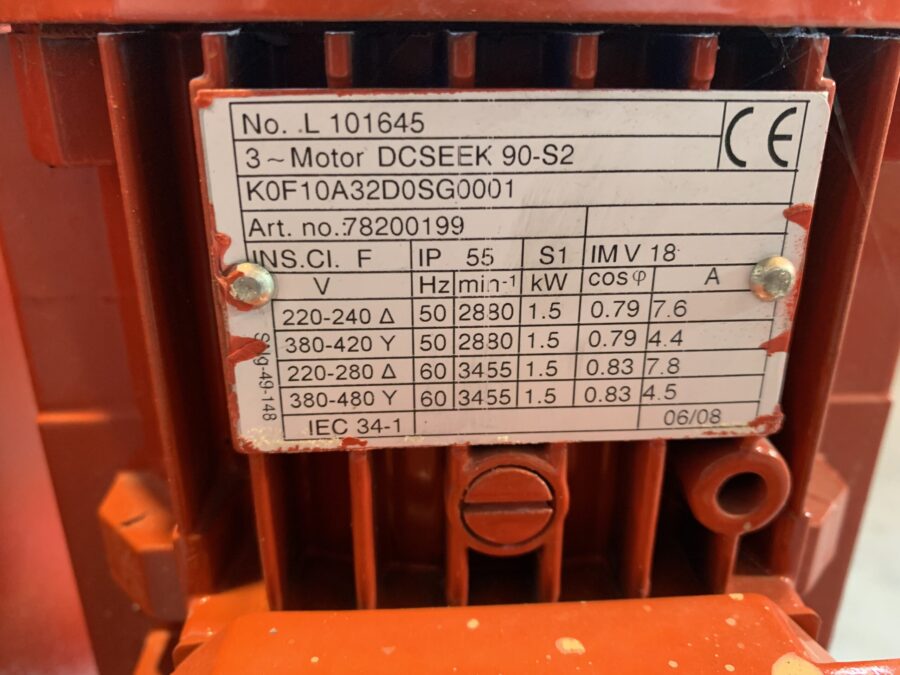 No. .L 101645
CE
3 ~ Motor DCSEEK 90-S2
K0F10A32D0SG0001
Art. no.:78200199
INS.Cl. F IP 55 S1 IM V 18
V Hz min-1 kW cosφ A
220-240 Δ 50 2880 1.5 0.79 7.6
380-420 Y 50 2880 1.5 0.79 4.4
220-280 Δ 60 3455 1.5 0.83 7.8
380-480 Y 60 3455 1.5 0.83 4.5
IEC 34-1 06/08